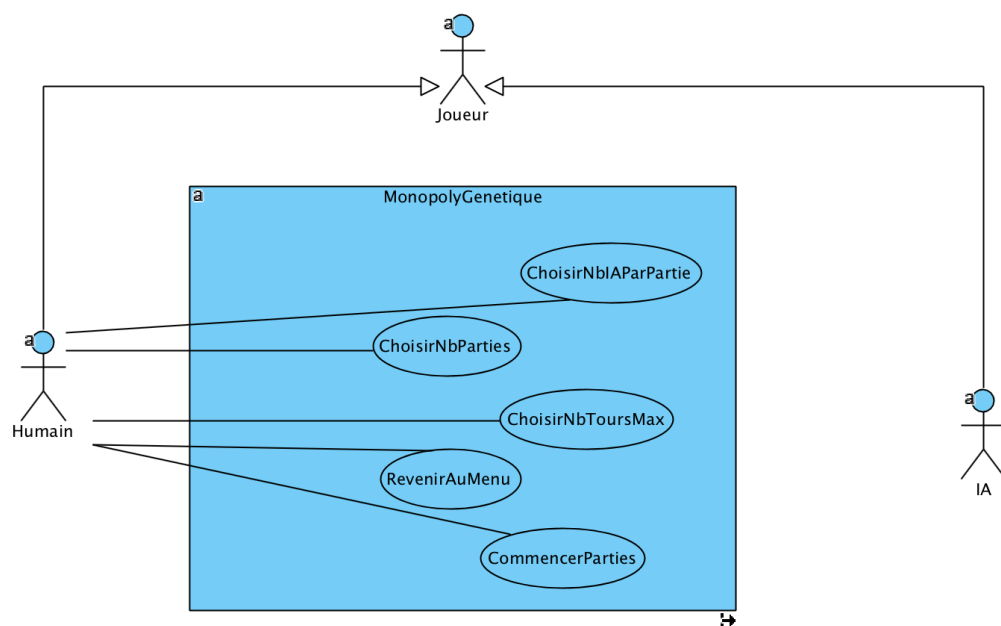 a
Joueur
a
MonopolyGenetique
ChoisirNbIAParPartie
a
ChoisirNbParties
a
ChoisirNbToursMax
Humain
RevenirAuMenu
IA
CommencerParties